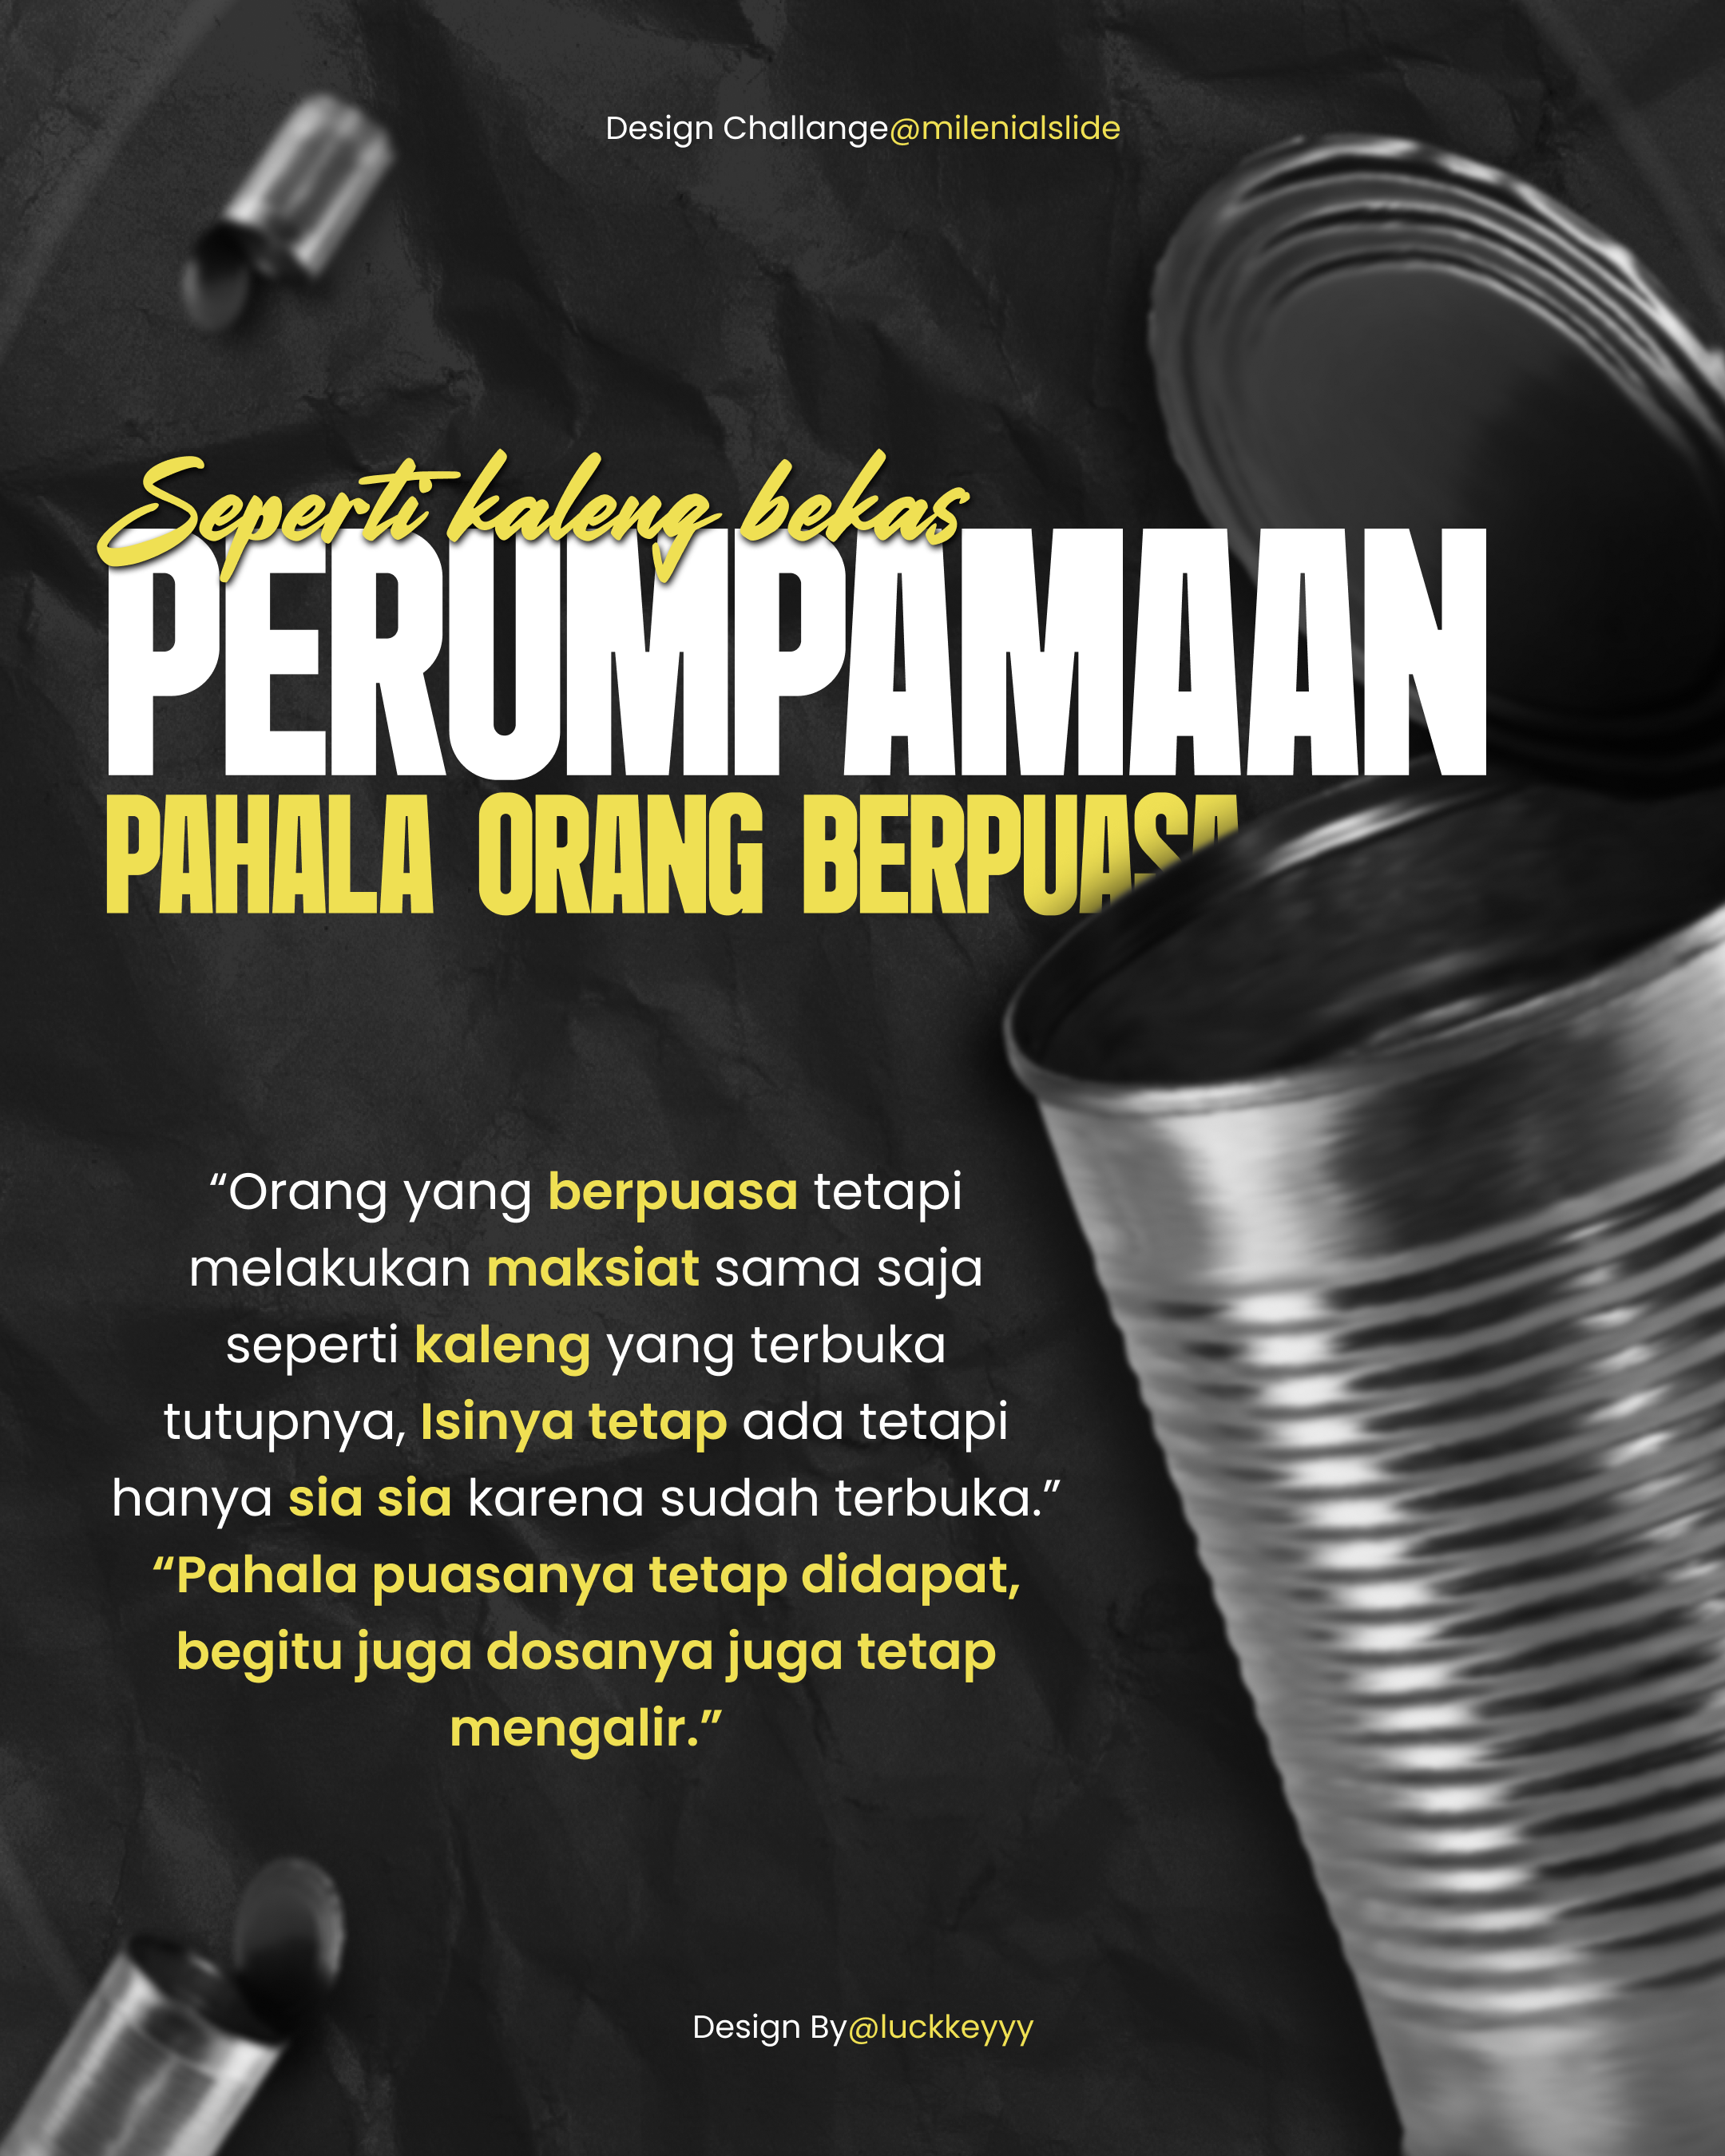 Design Challange@milenialslide
Seperti kaleng bekas
PERUMPAMAAN
PAHALA ORANG BERPUASA
“Orang yang berpuasa tetapi
melakukan maksiat sama saja
seperti kaleng yang terbuka
tutupnya, Isinya tetap ada tetapi
hanya sia sia karena sudah terbuka.”
“Pahala puasanya tetap didapat,
begitu juga dosanya juga tetap
mengalir.”
Design By@luckkeyyy